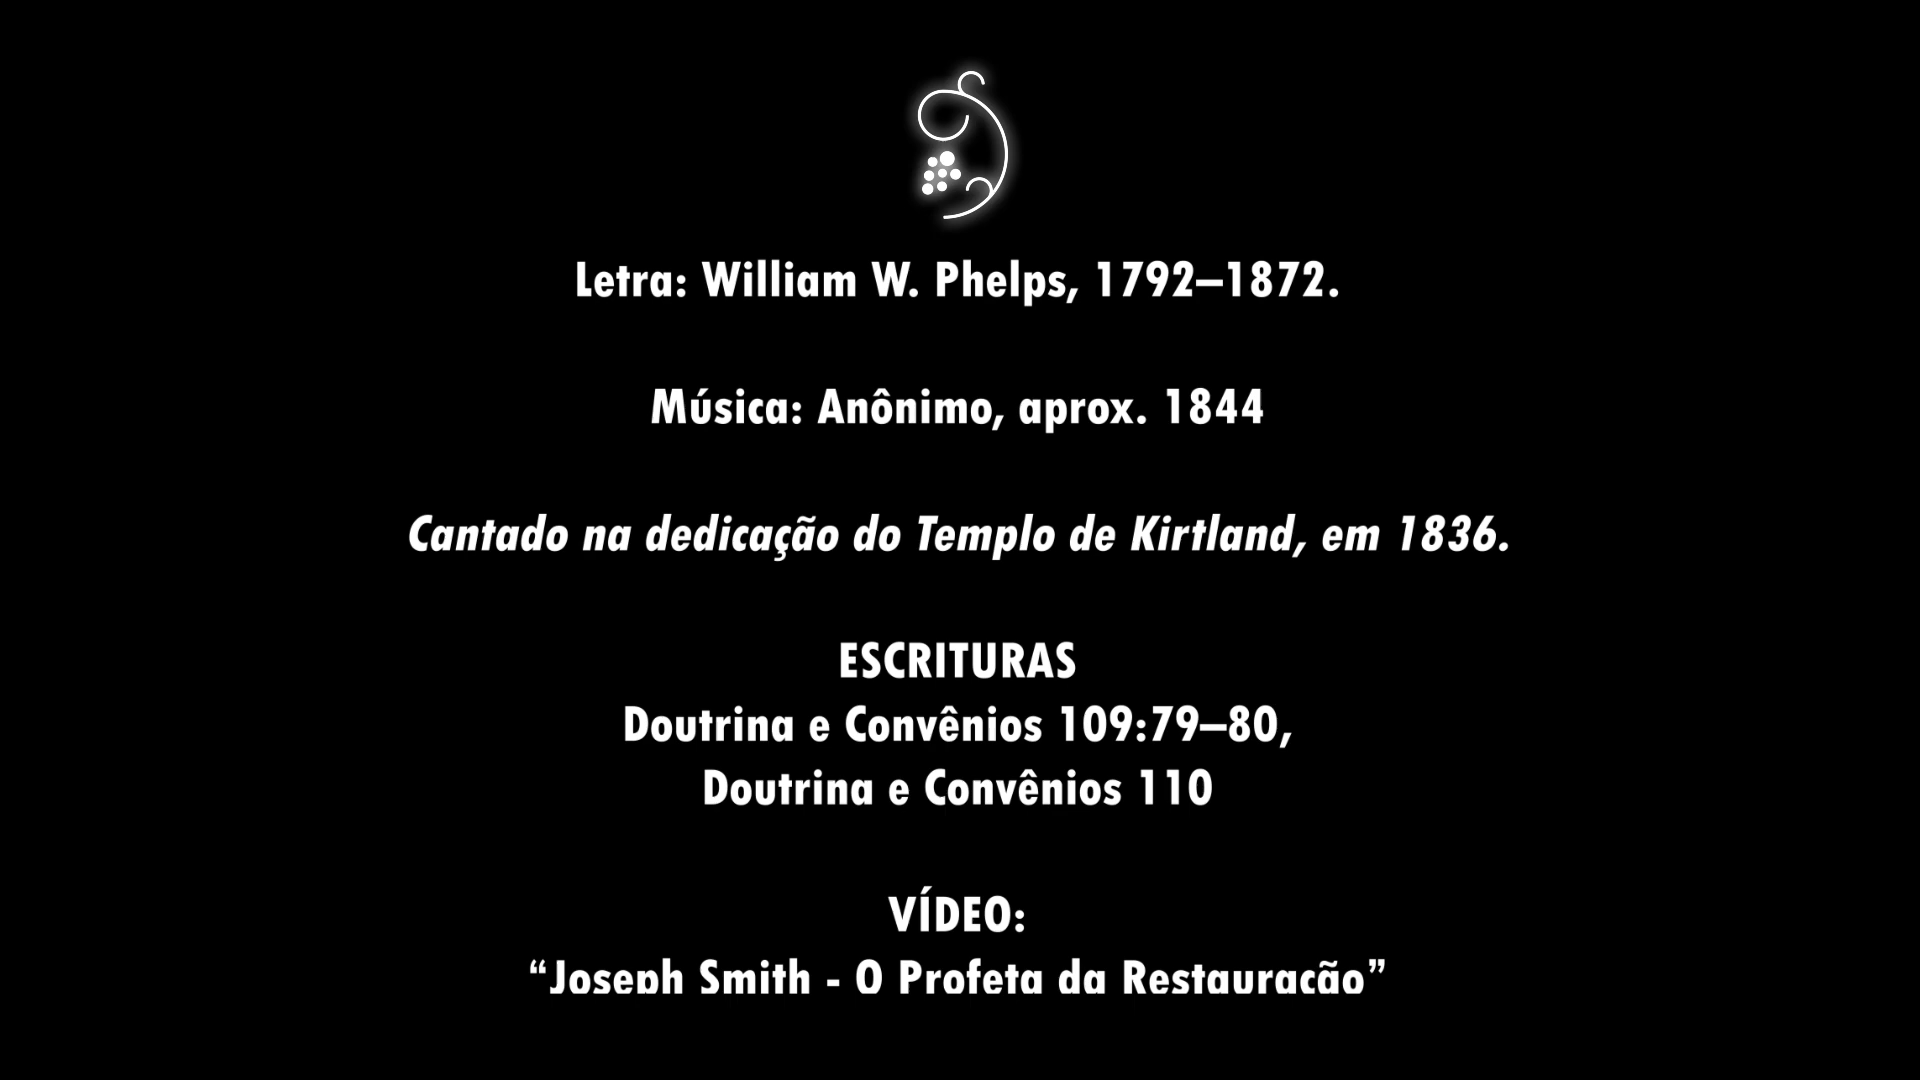 Letra: William W. Phelps, 1792–1872.
Música: Anônimo, aprox. 1844
Cantado na dedicação do Templo de Kirtland, em 1836.
ESCRITURAS
Doutrina e Convênios 109:79–80,
Doutrina e Convênios 110
VÍDEO:
“Joseph Smith - O Profeta da Restauração”